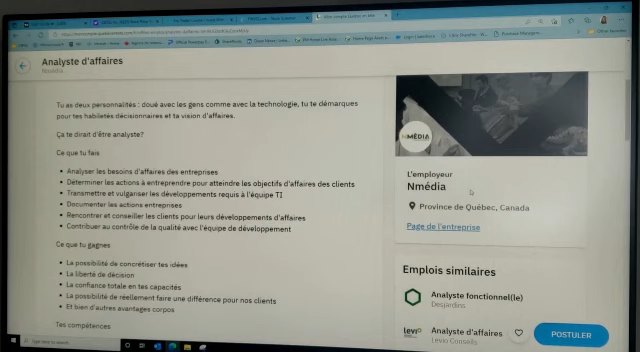 Analyste d'affaires
Nmédia
Tu as deux personnalités : doué avec les gens comme avec la technologie, tu te démarques
pour tes habiletés décisionnaires et ta vision d'affaires.
Ça te dirait d'être analyste?
Ce que tu fais
• Analyser les besoins d'affaires des entreprises
• Déterminer les actions à entreprendre pour atteindre les objectifs d'affaires des clients
• Transmettre et vulgariser les développements requis à l'équipe TI
• Documenter les actions entreprises
• Rencontrer et conseiller les clients pour leurs développements d'affaires
• Contribuer au contrôle de la qualité avec l'équipe de développement
Ce que tu gagnes
• La possibilité de concrétiser tes idées
• La liberté de décision
• La confiance totale en tes capacités
• La possibilité de réellement faire une différence pour nos clients
• Et bien d'autres avantages corpos
Tes compétences
NMÉDIA
L'employeur
Nmédia
Province de Québec, Canada
Page de l'entreprise
Emplois similaires
Analyste fonctionnel(le)
Desjardins
levio
Analyste d'affaires
Levio Conseils
POSTULER
Type here to search